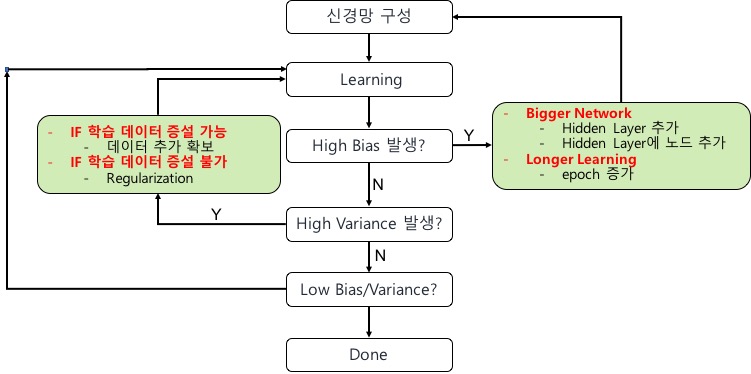 신경망 구성
Learning
- IF 학습 데이터 증설 가능
- 데이터 추가 확보
- IF 학습 데이터 증설 불가
- Regularization
High Bias 발생?
Y
- Bigger Network
- Hidden Layer 추가
- Hidden Layer에 노드 추가
- Longer Learning
- epoch 증가
N
Y
High Variance 발생?
N
Low Bias/Variance?
Done